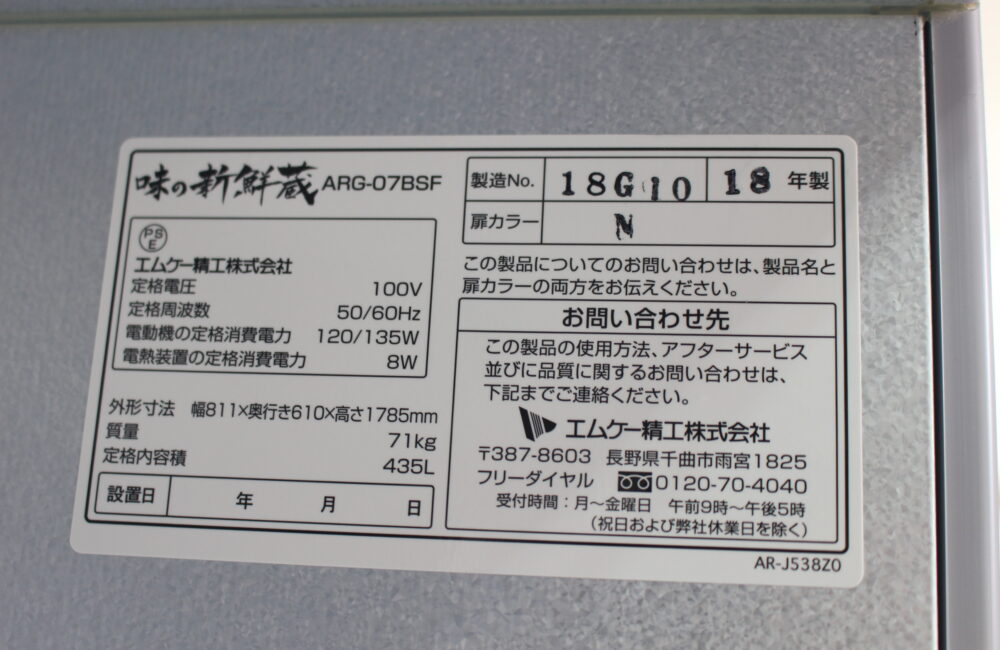 味の新鮮蔵 ARG-07BSF
PS
E
エムケー精工株式会社
定格電圧 100V
定格周波数 50/60Hz
電動機の定格消費電力 120/135W
電熱装置の定格消費電力 8W
外形寸法 幅811×奥行き610×高さ1785mm
質量 71kg
定格内容積 435L
設置日 年 月 日
製造No. 18G10 18 年製
扉カラー N
この製品についてのお問い合わせは、製品名と
扉カラーの両方をお伝えください。
お問い合わせ先
この製品の使用方法、アフターサービス
並びに品質に関するお問い合わせは、
下記までご連絡ください。
エムケー精工株式会社
〒387-8603 長野県千曲市雨宮1825
フリーダイヤル 0120-70-4040
受付時間：月～金曜日 午前9時～午後5時
（祝日および弊社休業日を除く）
AR-J538Z0